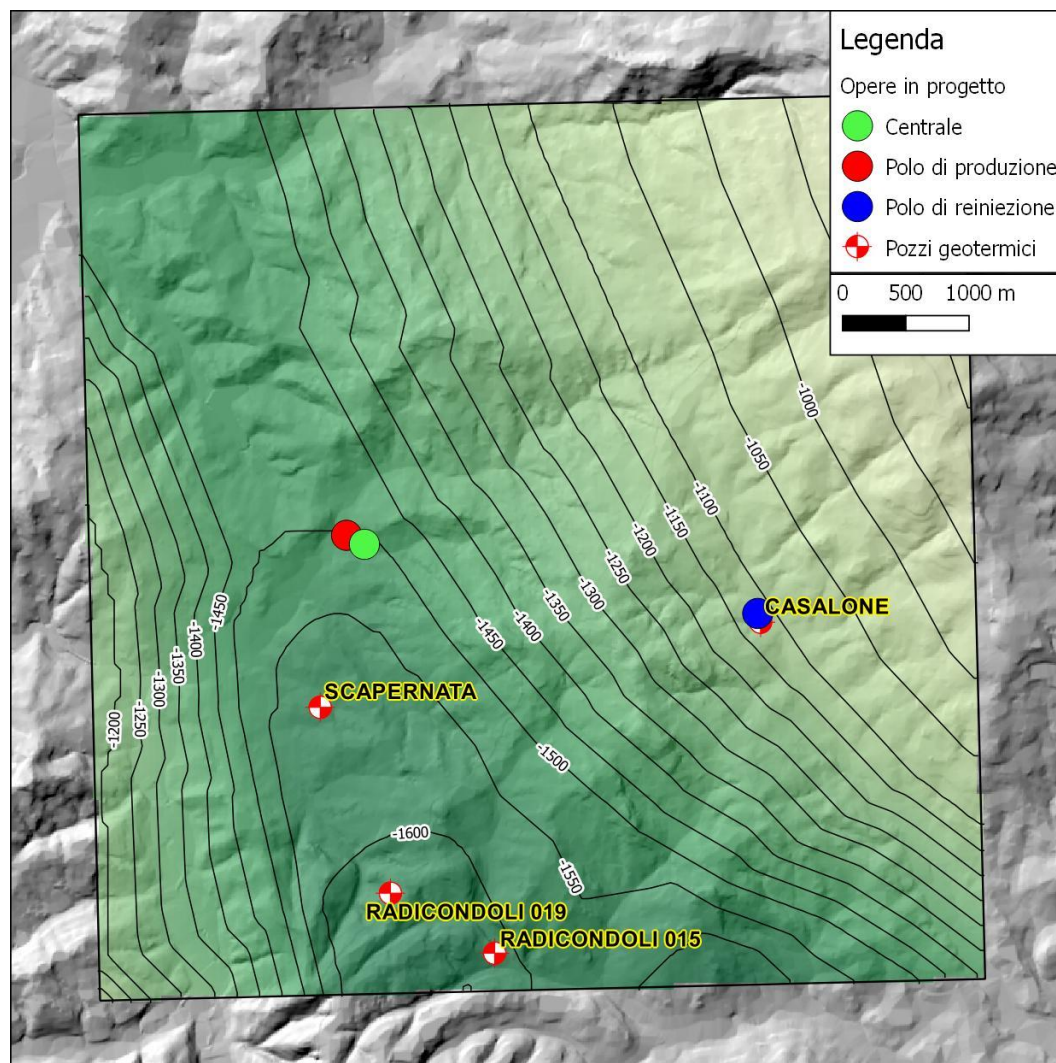 Legenda
Opere in progetto
Centrale
Polo di produzione
Polo di reiniezione
Pozzi geotermici
0 500 1000 m
-1000
-1050
-1100
-1150
-1200
-1250
-1300
-1350
-1400
-1450
-1500
-1550
-1600
-1450
-1400
-1350
-1300
-1250
-1200
CASALONE
SCAPERNATA
RADICONDOLI 019
RADICONDOLI 015